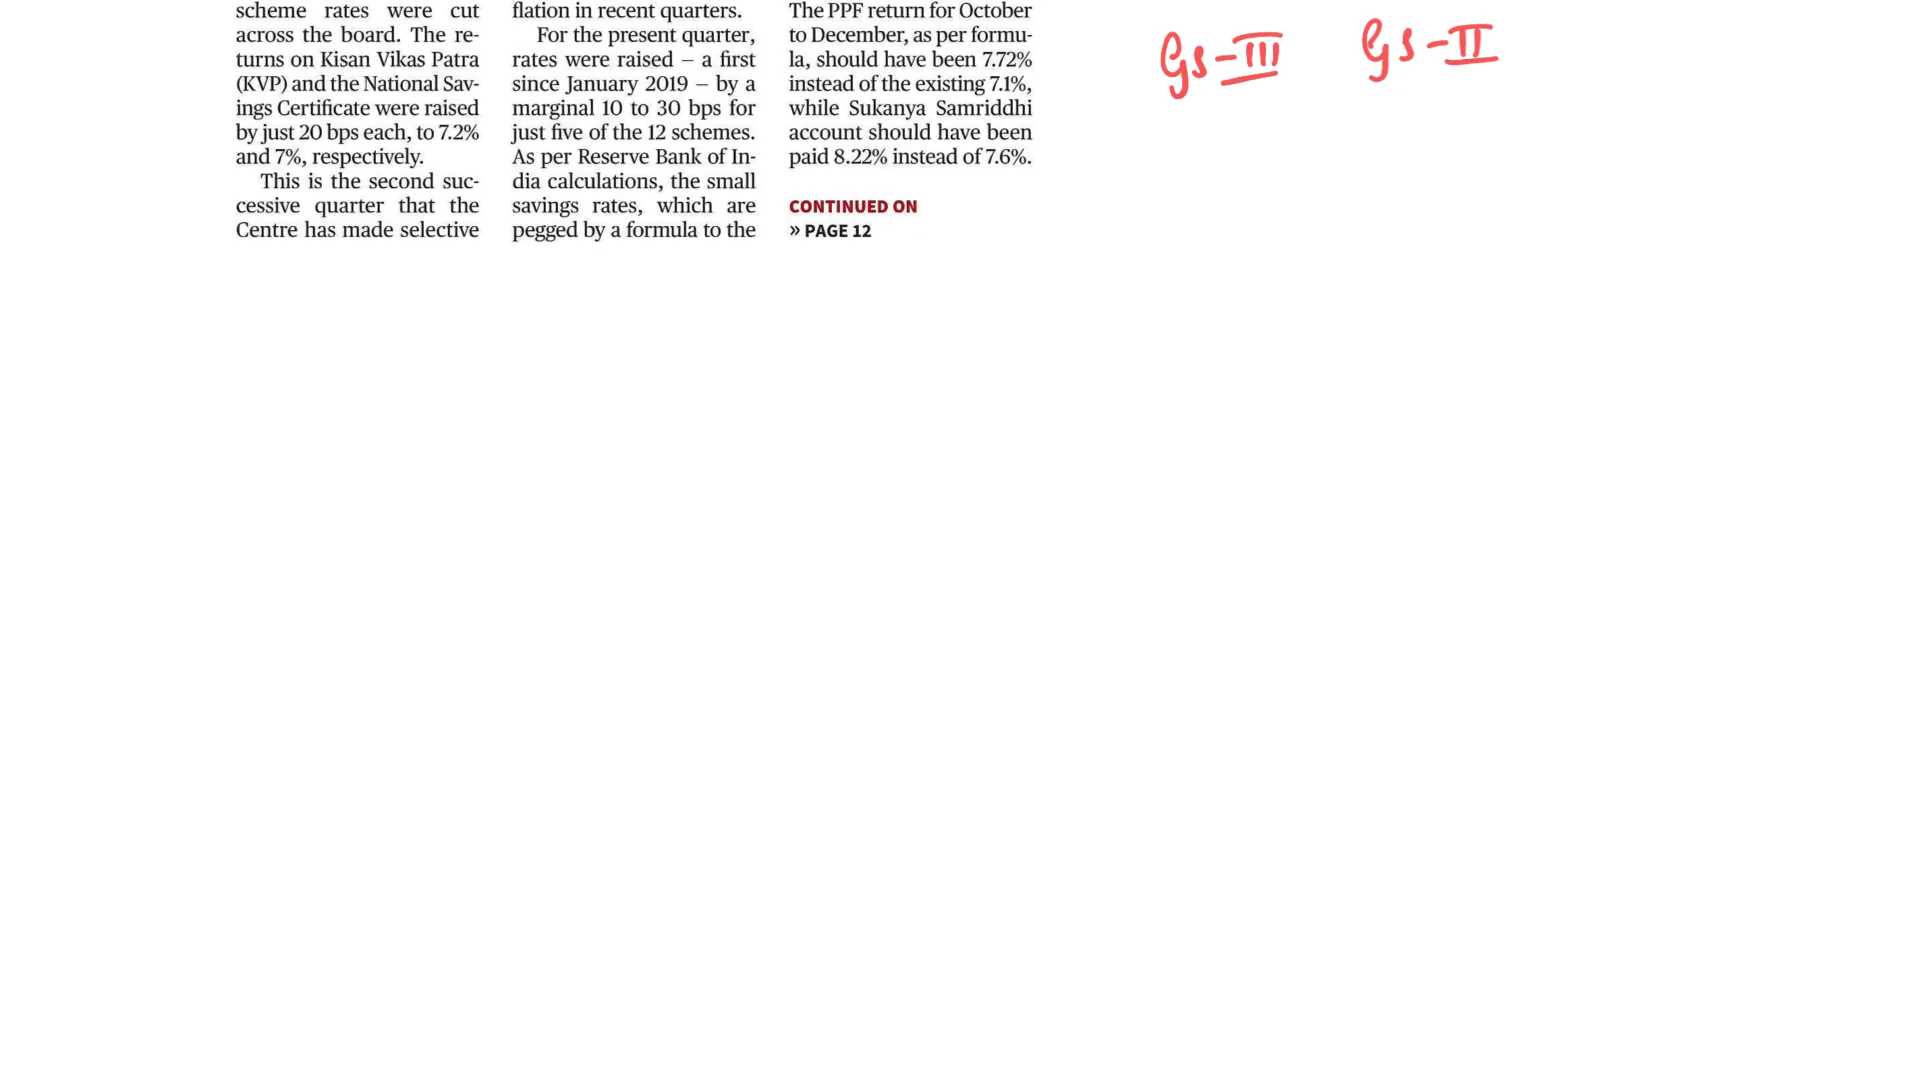 scheme rates were cut
across the board. The re-
turns on Kisan Vikas Patra
(KVP) and the National Sav-
ings Certificate were raised
by just 20 bps each, to 7.2%
and 7%, respectively.
This is the second suc-
cessive quarter that the
Centre has made selective
flation in recent quarters.
For the present quarter,
rates were raised – a first
since January 2019 – by a
marginal 10 to 30 bps for
just five of the 12 schemes.
As per Reserve Bank of In-
dia calculations, the small
savings rates, which are
pegged by a formula to the
The PPF return for October
to December, as per formu-
la, should have been 7.72%
instead of the existing 7.1%,
while Sukanya Samriddhi
account should have been
paid 8.22% instead of 7.6%.
CONTINUED ON
» PAGE 12
GS-III
GS-II